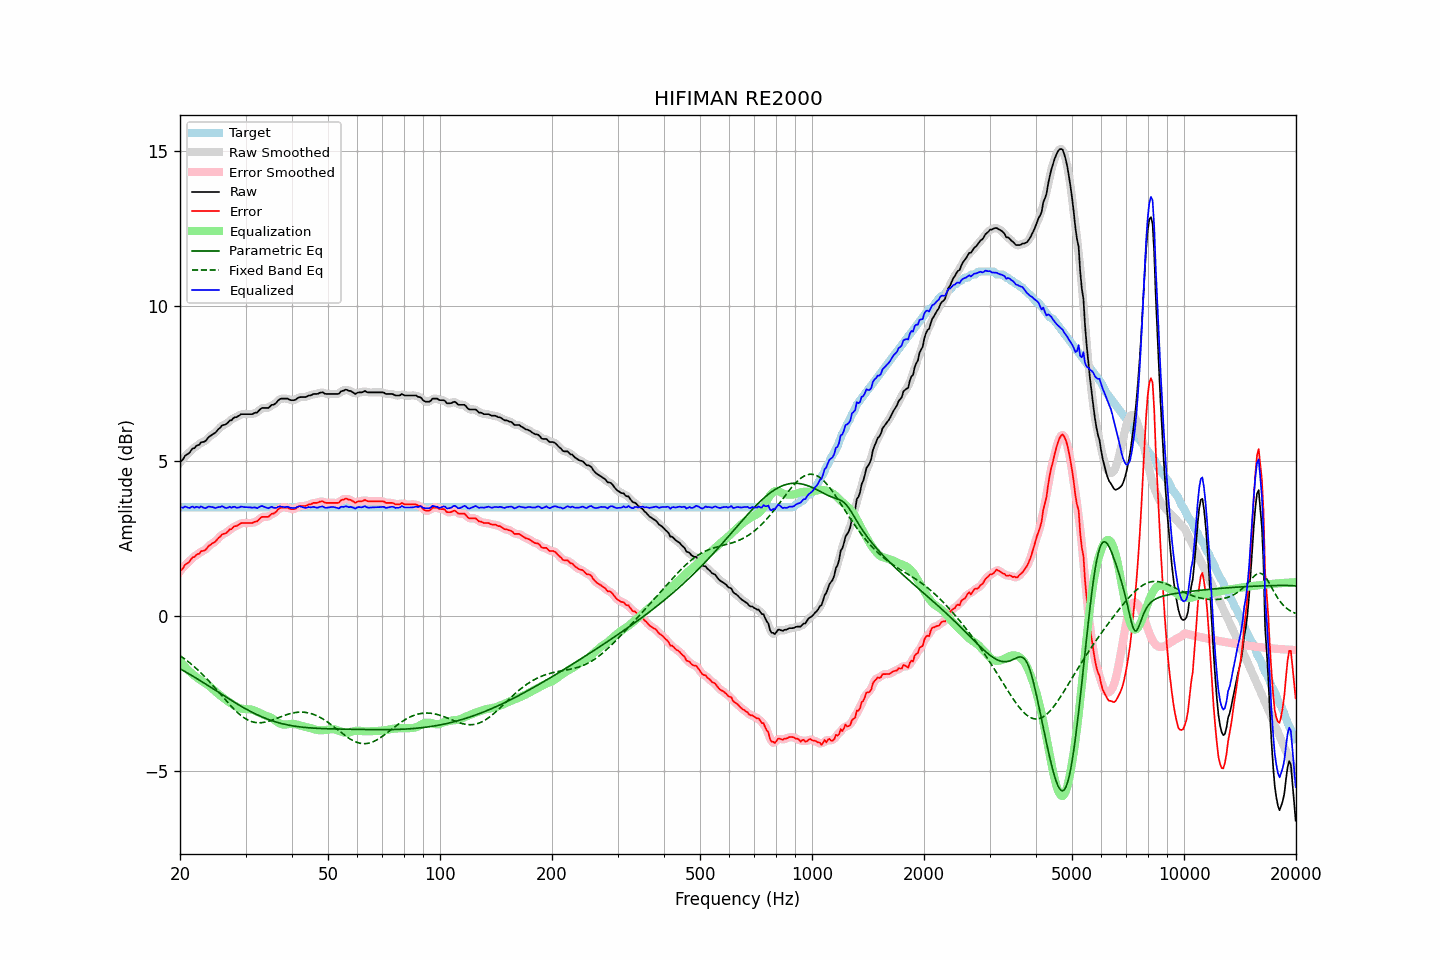 HIFIMAN RE2000
Target
Raw Smoothed
Error Smoothed
Raw
Error
Equalization
Parametric Eq
Fixed Band Eq
Equalized
Amplitude (dBr)
15
10
5
0
−5
20 50 100 200 500 1000 2000 5000 10000 20000
Frequency (Hz)